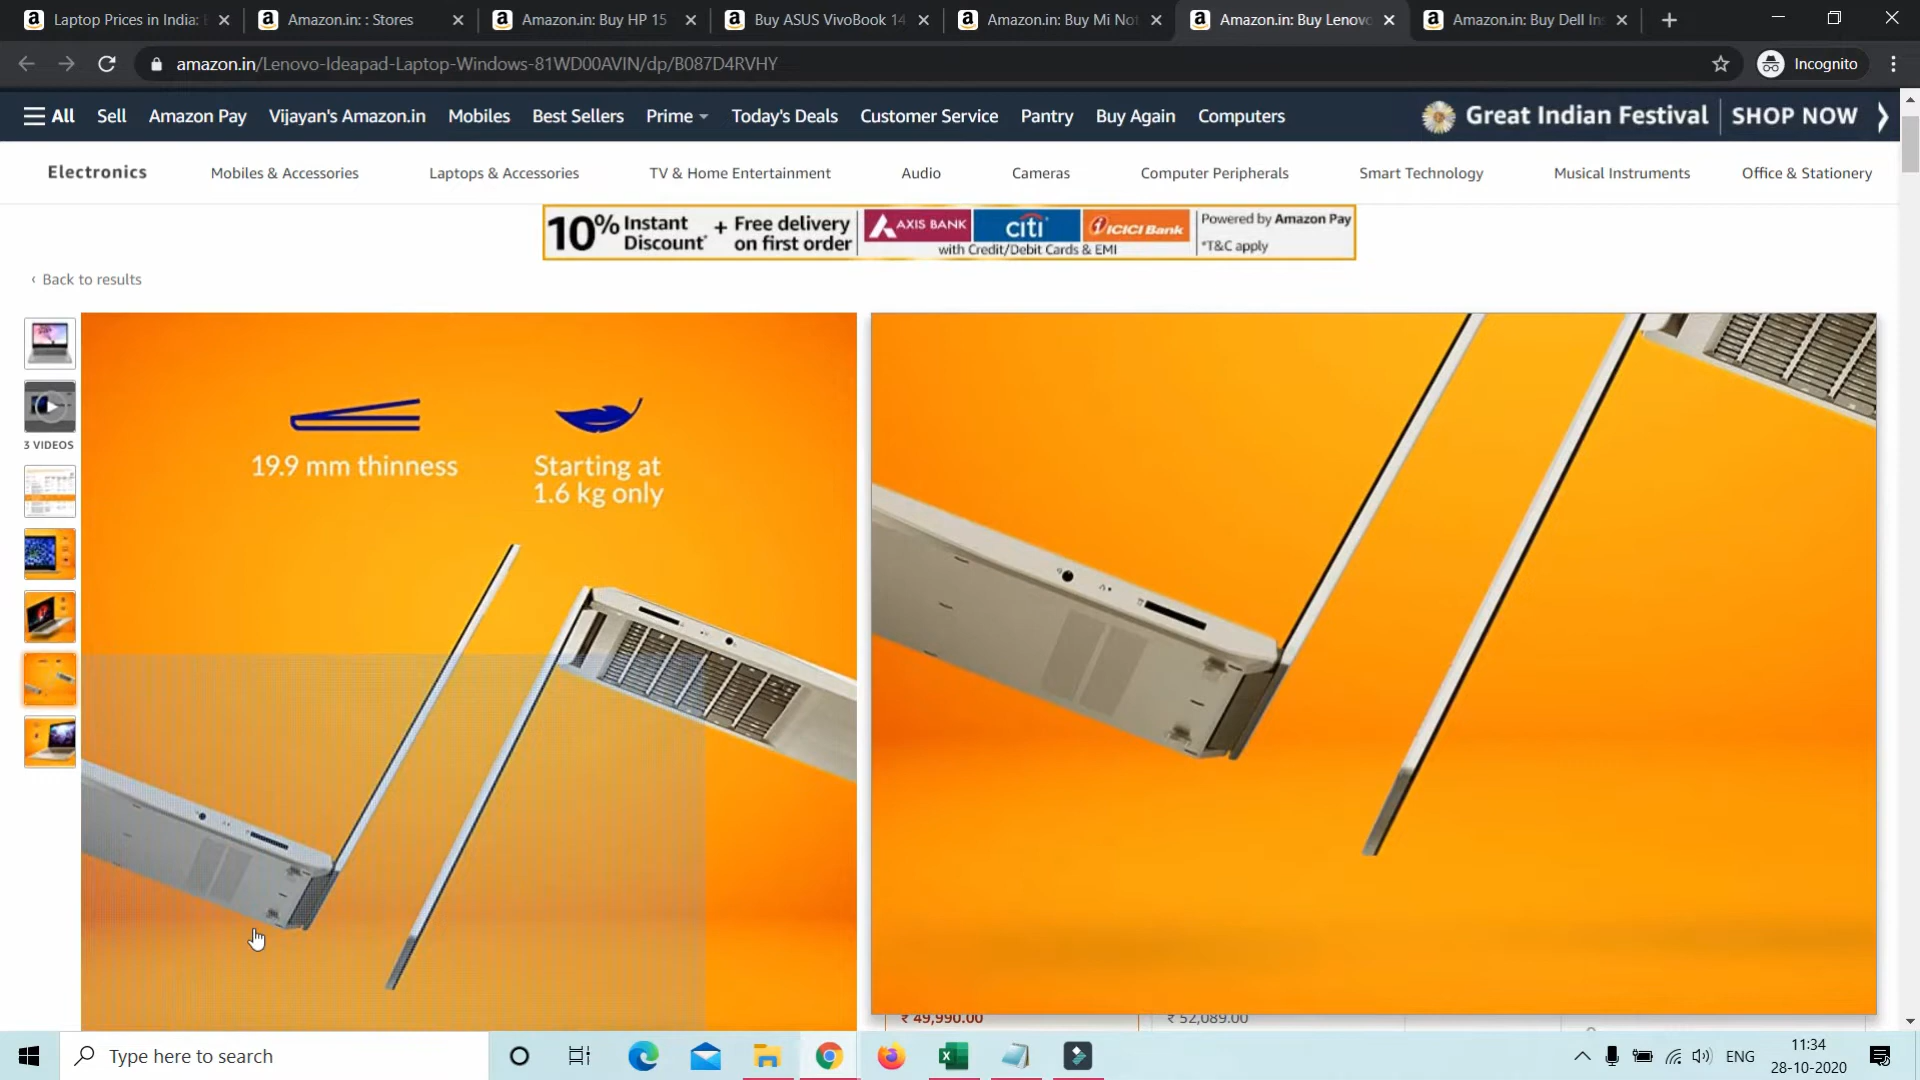 Laptop Prices in India:
Amazon.in: : Stores
Amazon.in: Buy HP 15
Buy ASUS VivoBook 14
Amazon.in: Buy Mi Not
Amazon.in: Buy Lenovo
Amazon.in: Buy Dell Ins
amazon.in/Lenovo-Ideapad-Laptop-Windows-81WD00AVIN/dp/B087D4RVHY
Incognito
All Sell Amazon Pay Vijayan's Amazon.in Mobiles Best Sellers Prime Today's Deals Customer Service Pantry Buy Again Computers
Great Indian Festival SHOP NOW
Electronics Mobiles & Accessories Laptops & Accessories TV & Home Entertainment Audio Cameras Computer Peripherals Smart Technology Musical Instruments Office & Stationery
10% Instant Discount* + Free delivery on first order
AXIS BANK citi ICICI Bank
with Credit/Debit Cards & EMI
Powered by Amazon Pay
*T&C apply
‹ Back to results
3 VIDEOS
19.9 mm thinness
Starting at
1.6 kg only
₹ 49,990.00
₹ 52,089.00
Type here to search
ENG
11:34
28-10-2020